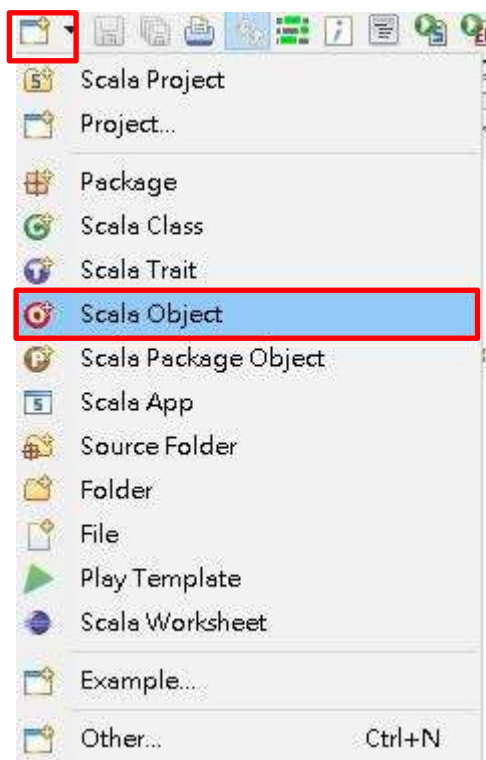 Scala Project
Project...
Package
Scala Class
Scala Trait
Scala Object
Scala Package Object
Scala App
Source Folder
Folder
File
Play Template
Scala Worksheet
Example...
Other... Ctrl+N